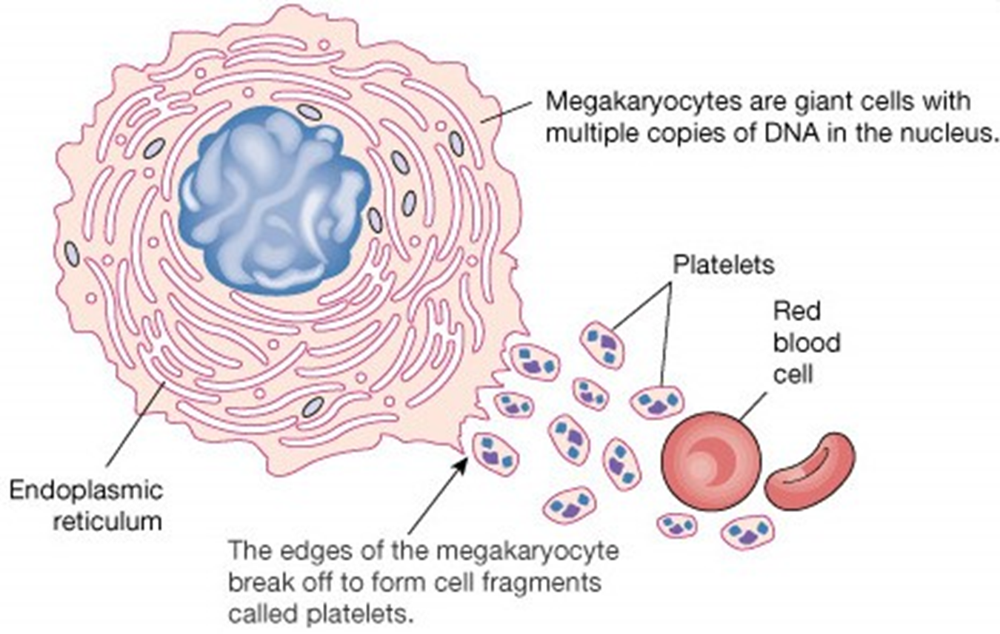 Megakaryocytes are giant cells with
multiple copies of DNA in the nucleus.
Platelets
Red
blood
cell
Endoplasmic
reticulum
The edges of the megakaryocyte
break off to form cell fragments
called platelets.